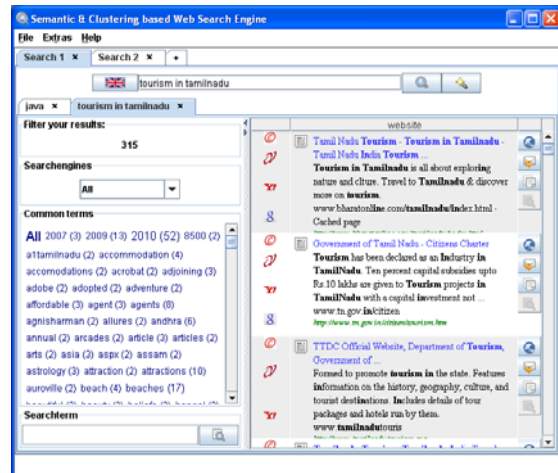 Semantic & Clustering based Web Search Engine
File Extras Help
Search 1 × Search 2 × +
tourism in tamilnadu
java × tourism in tamilnadu ×
Filter your results:
315
Searchengines
All
Common terms
All 2007 (3) 2009 (13) 2010 (52) 8500 (2)
a1tamilnadu (2) accommodation (4)
accomodations (2) acrobat (2) adjoining (3)
adobe (2) adopted (2) adventure (2)
affordable (3) agent (3) agents (8)
agnisharman (2) allures (2) andhra (6)
annual (2) arcades (2) article (3) articles (2)
arts (2) asia (3) aspx (2) assam (2)
astrology (3) attraction (2) attractions (10)
auroville (2) beach (4) beaches (17)
Searchterm
website
Tamil Nadu Tourism - Tourism in Tamilnadu -
Tamil Nadu India Tourism ...
Tourism in Tamilnadu is all about exploring
nature and clture. Travel to Tamilnadu & discover
more on tourism.
www.bharatonline.com/tamilnadu/index.html -
Cached page
Government of Tamil Nadu - Citizens Charter
Tourism has been declared as an Industry in
TamilNadu. Ten percent capital subsidies upto
Rs.10 lakhs are given to Tourism projects in
TamilNadu with a capital investment not ...
www.tn.gov.in/citizen
http://www.tn.gov.in/citizen/tourism.htm
TTDC Official Website, Department of Tourism,
Government of ...
Formed to promote tourism in the state. Features
information on the history, geography, culture, and
tourist destinations. Includes details of tour
packages and hotels run by them.
www.tamilnadutouris